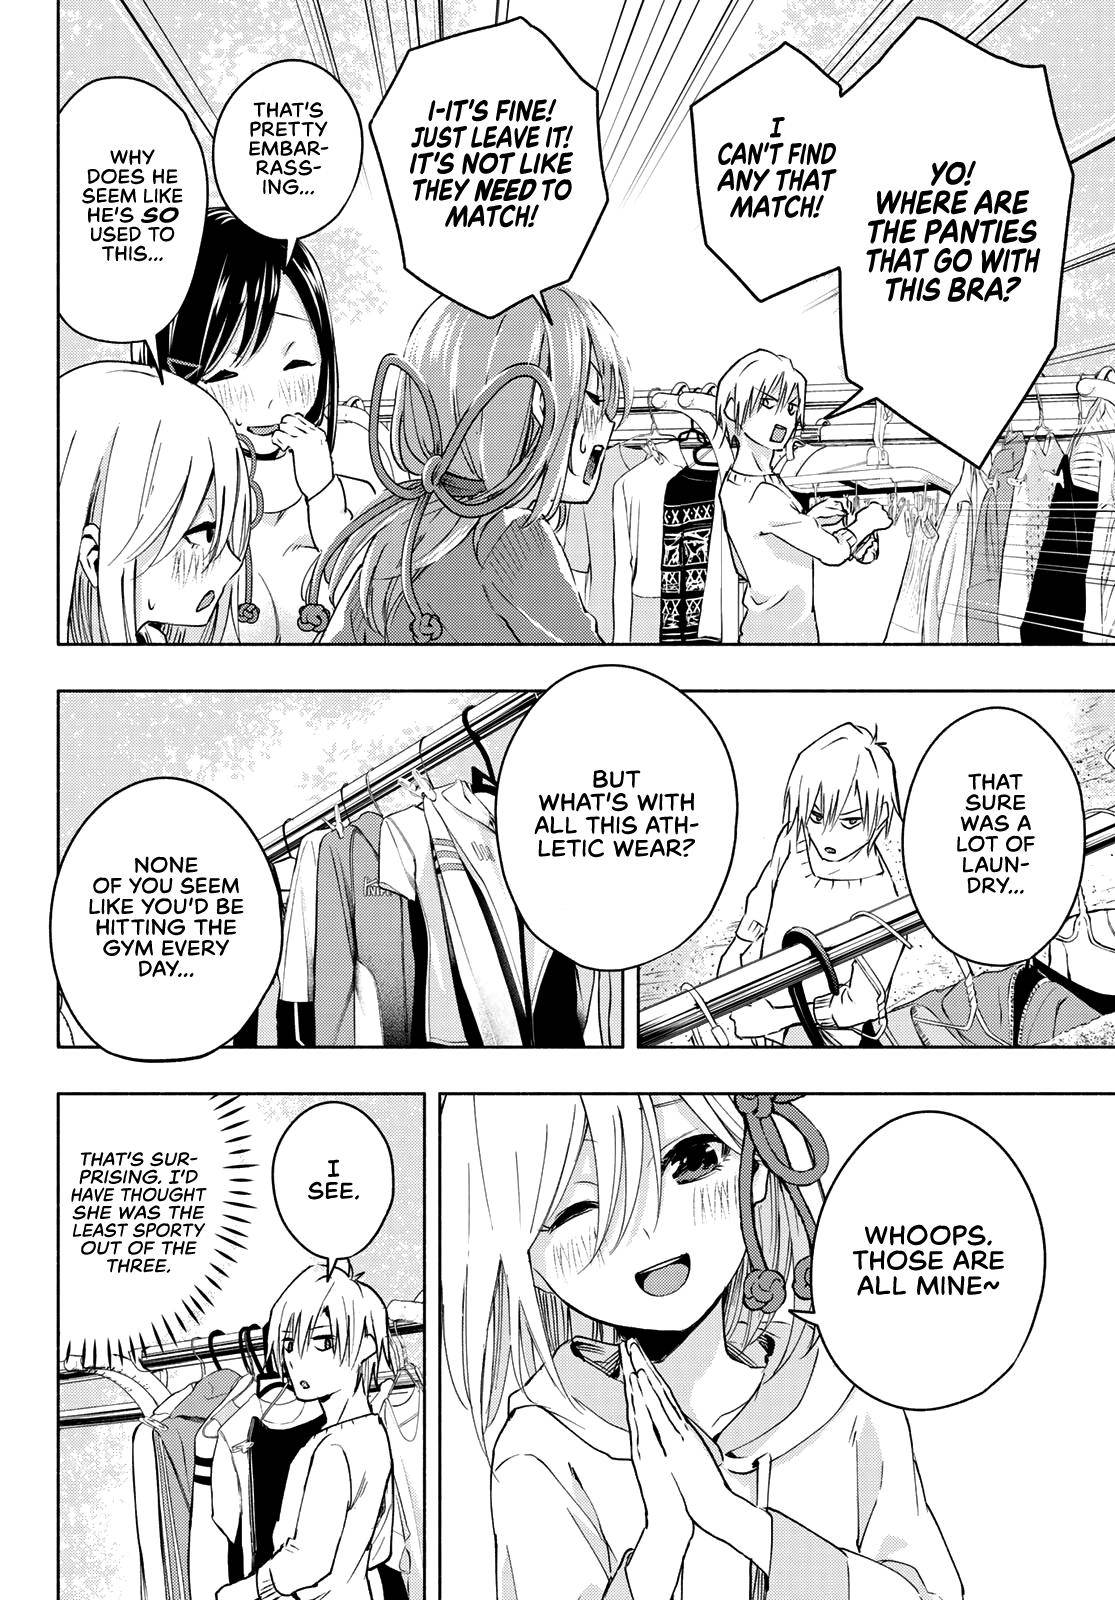 YO!
WHERE ARE
THE PANTIES
THAT GO WITH
THIS BRA?
I
CAN'T FIND
ANY THAT
MATCH!
I-IT'S FINE!
JUST LEAVE IT!
IT'S NOT LIKE
THEY NEED TO
MATCH!
THAT'S
PRETTY
EMBAR-
RASS-
ING...
WHY
DOES HE
SEEM LIKE
HE'S SO
USED TO
THIS...
THAT
SURE
WAS A
LOT OF
LAUN-
DRY...
BUT
WHAT'S WITH
ALL THIS ATH-
LETIC WEAR?
NONE
OF YOU SEEM
LIKE YOU'D BE
HITTING THE
GYM EVERY
DAY...
WHOOPS.
THOSE ARE
ALL MINE~
I
SEE.
THAT'S SUR-
PRISING. I'D
HAVE THOUGHT
SHE WAS THE
LEAST SPORTY
OUT OF THE
THREE.